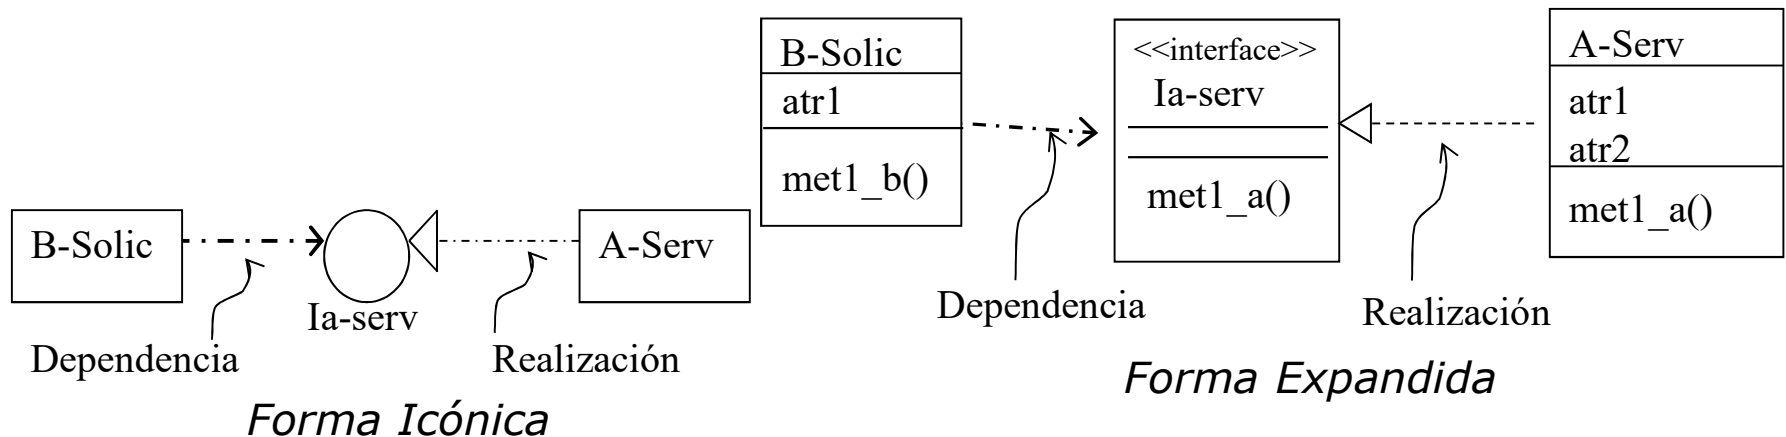 B-Solic
Ia-serv
A-Serv
Dependencia
Realización
Forma Icónica
B-Solic
atr1
met1_b()
<<interface>>
Ia-serv
met1_a()
A-Serv
atr1
atr2
met1_a()
Dependencia
Realización
Forma Expandida